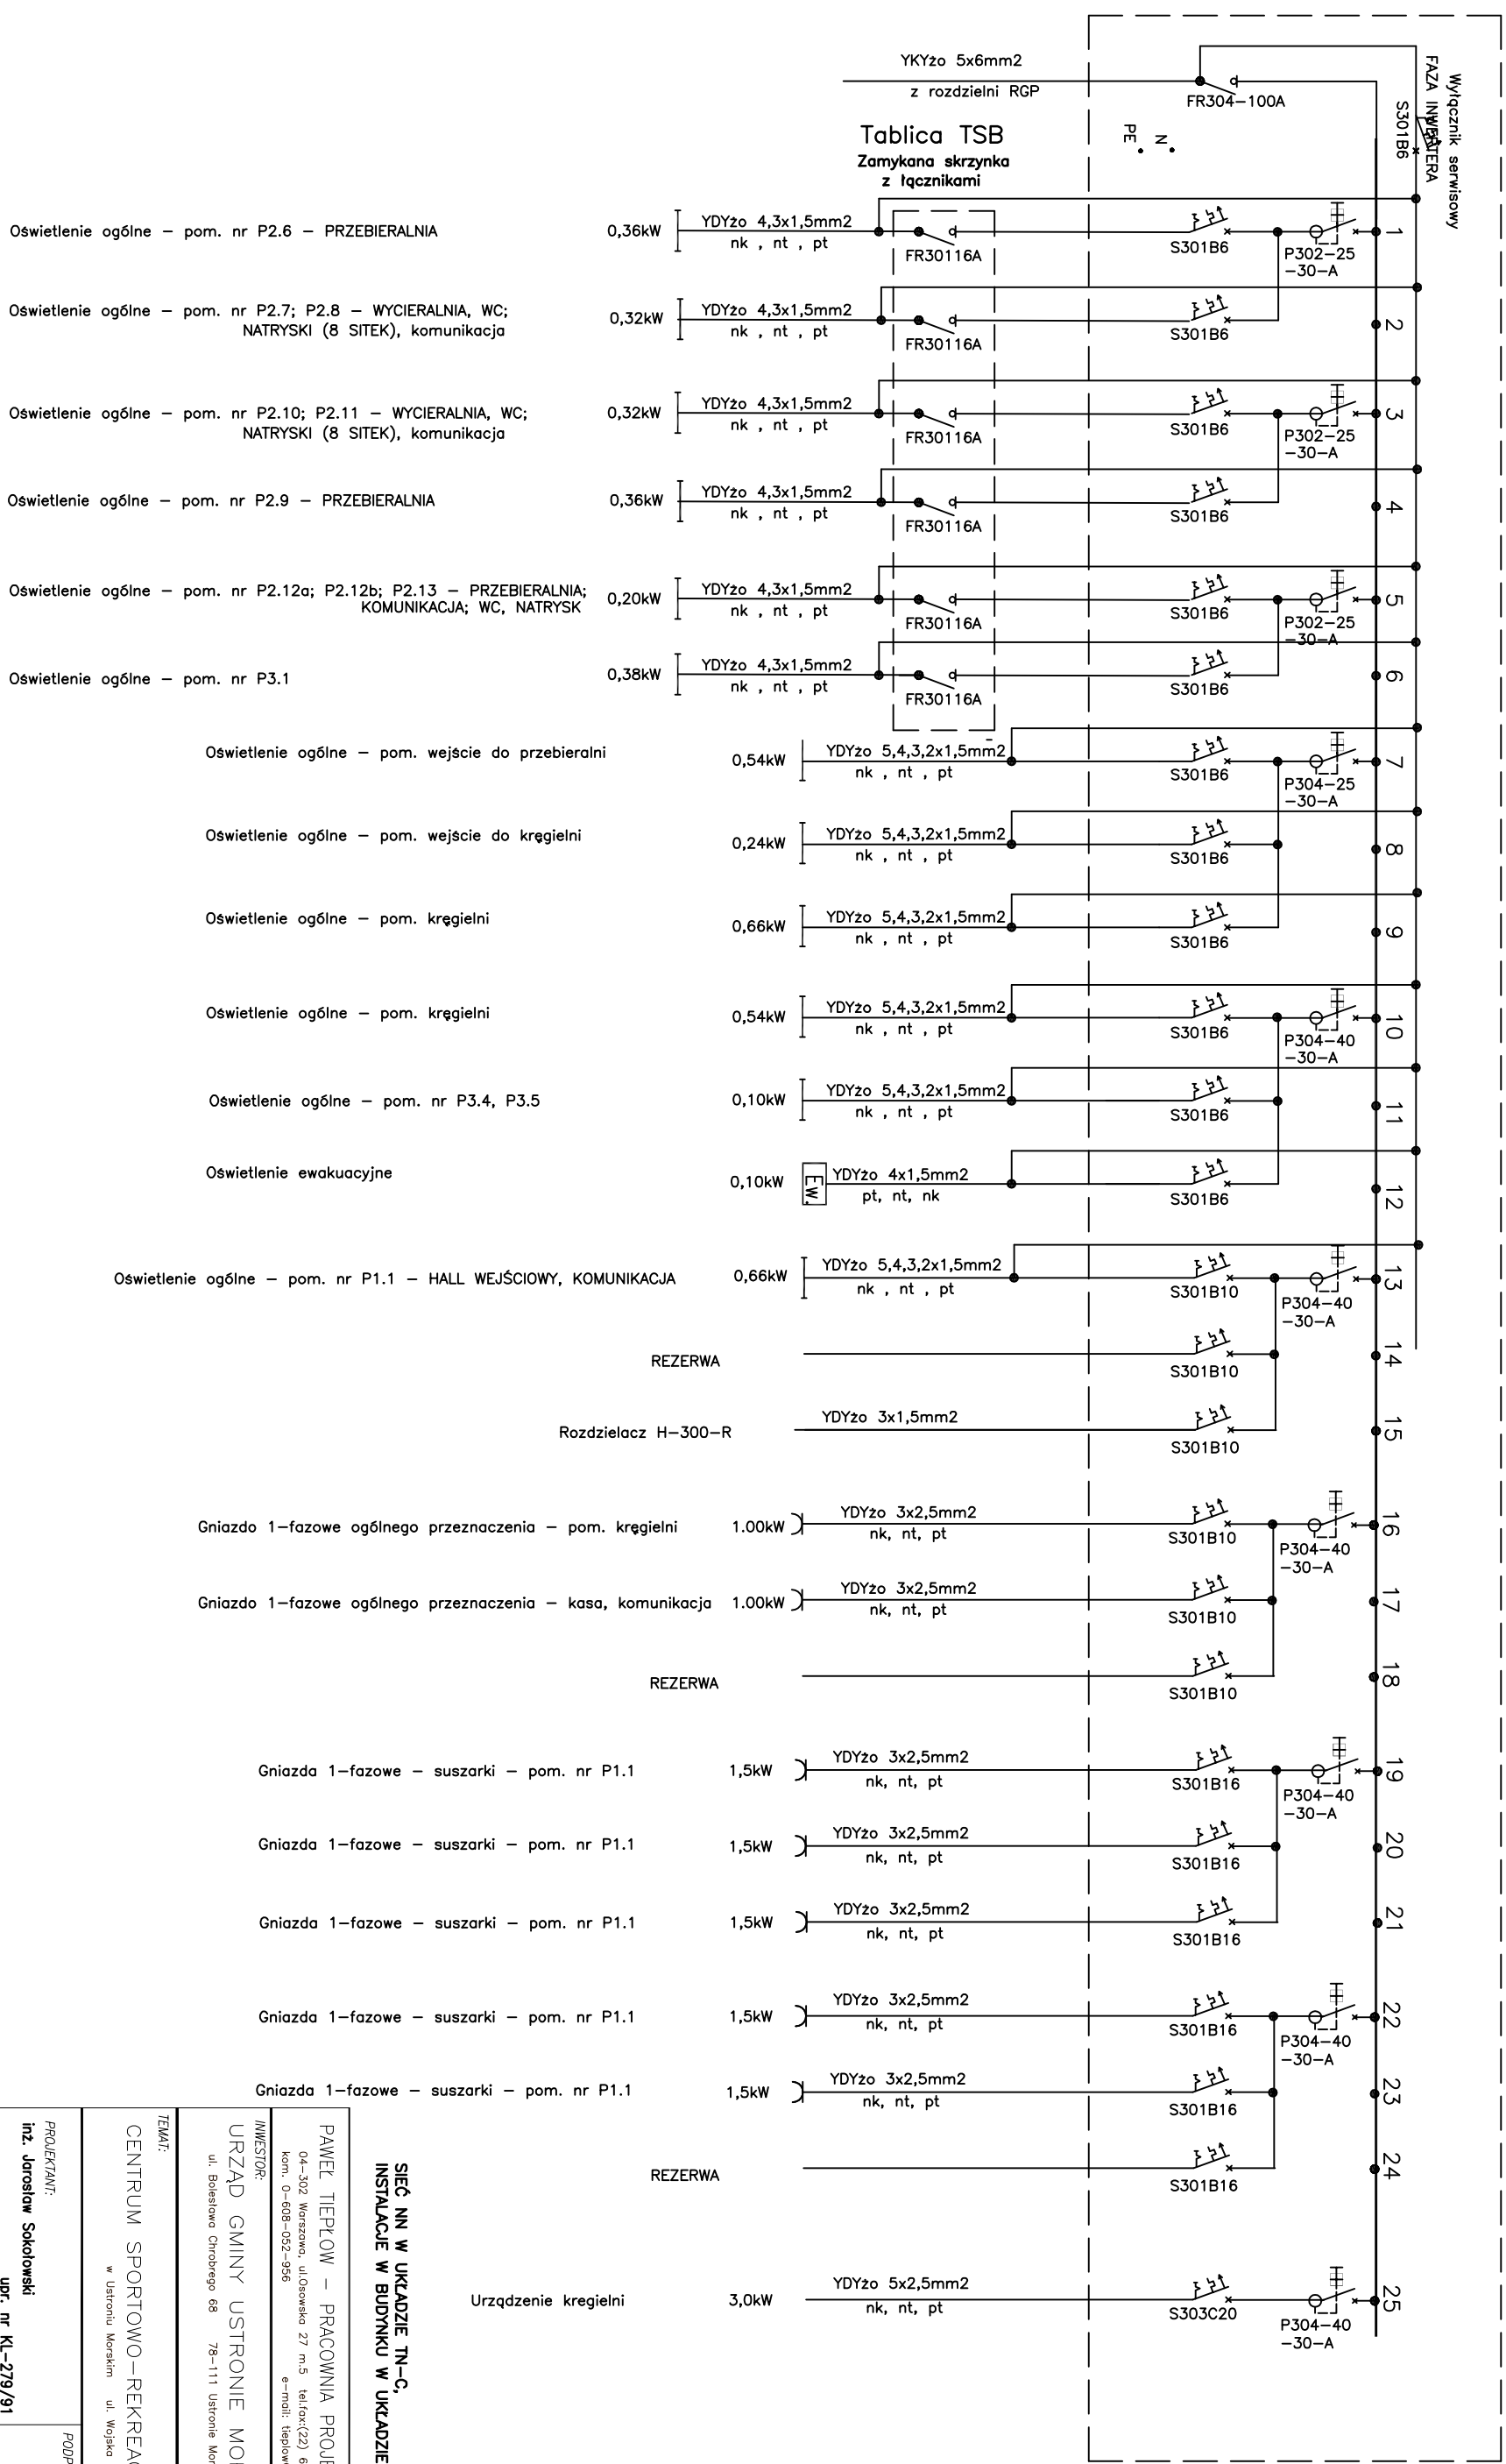 Wyłącznik serwisowy
FAZA INWERTERA
S301B6
YKYżo 5x6mm2
z rozdzielni RGP
FR304-100A
Tablica TSB
Zamykana skrzynka
z łącznikami
PE
N
Oświetlenie ogólne – pom. nr P2.6 – PRZEBIERALNIA
0,36kW
YDYżo 4,3x1,5mm2
nk , nt , pt
FR30116A
S301B6
P302-25
-30-A
1
Oświetlenie ogólne – pom. nr P2.7; P2.8 – WYCIERALNIA, WC;
NATRYSKI (8 SITEK), komunikacja
0,32kW
YDYżo 4,3x1,5mm2
nk , nt , pt
FR30116A
S301B6
2
Oświetlenie ogólne – pom. nr P2.10; P2.11 – WYCIERALNIA, WC;
NATRYSKI (8 SITEK), komunikacja
0,32kW
YDYżo 4,3x1,5mm2
nk , nt , pt
FR30116A
S301B6
P302-25
-30-A
3
Oświetlenie ogólne – pom. nr P2.9 – PRZEBIERALNIA
0,36kW
YDYżo 4,3x1,5mm2
nk , nt , pt
FR30116A
S301B6
4
Oświetlenie ogólne – pom. nr P2.12a; P2.12b; P2.13 – PRZEBIERALNIA;
KOMUNIKACJA; WC, NATRYSK
0,20kW
YDYżo 4,3x1,5mm2
nk , nt , pt
FR30116A
S301B6
P302-25
-30-A
5
Oświetlenie ogólne – pom. nr P3.1
0,38kW
YDYżo 4,3x1,5mm2
nk , nt , pt
FR30116A
S301B6
6
Oświetlenie ogólne – pom. wejście do przebieralni
0,54kW
YDYżo 5,4,3,2x1,5mm2
nk , nt , pt
S301B6
P304-25
-30-A
7
Oświetlenie ogólne – pom. wejście do kręgielni
0,24kW
YDYżo 5,4,3,2x1,5mm2
nk , nt , pt
S301B6
8
Oświetlenie ogólne – pom. kręgielni
0,66kW
YDYżo 5,4,3,2x1,5mm2
nk , nt , pt
S301B6
9
Oświetlenie ogólne – pom. kręgielni
0,54kW
YDYżo 5,4,3,2x1,5mm2
nk , nt , pt
S301B6
P304-40
-30-A
10
Oświetlenie ogólne – pom. nr P3.4, P3.5
0,10kW
YDYżo 5,4,3,2x1,5mm2
nk , nt , pt
S301B6
11
Oświetlenie ewakuacyjne
0,10kW
EW.
YDYżo 4x1,5mm2
pt, nt, nk
S301B6
12
Oświetlenie ogólne – pom. nr P1.1 – HALL WEJŚCIOWY, KOMUNIKACJA
0,66kW
YDYżo 5,4,3,2x1,5mm2
nk , nt , pt
S301B10
P304-40
-30-A
13
REZERWA
S301B10
14
Rozdzielacz H-300-R
YDYżo 3x1,5mm2
S301B10
15
Gniazdo 1-fazowe ogólnego przeznaczenia – pom. kręgielni
1.00kW
YDYżo 3x2,5mm2
nk, nt, pt
S301B10
P304-40
-30-A
16
Gniazdo 1-fazowe ogólnego przeznaczenia – kasa, komunikacja
1.00kW
YDYżo 3x2,5mm2
nk, nt, pt
S301B10
17
REZERWA
S301B10
18
Gniazda 1-fazowe – suszarki – pom. nr P1.1
1,5kW
YDYżo 3x2,5mm2
nk, nt, pt
S301B16
P304-40
-30-A
19
Gniazda 1-fazowe – suszarki – pom. nr P1.1
1,5kW
YDYżo 3x2,5mm2
nk, nt, pt
S301B16
20
Gniazda 1-fazowe – suszarki – pom. nr P1.1
1,5kW
YDYżo 3x2,5mm2
nk, nt, pt
S301B16
21
Gniazda 1-fazowe – suszarki – pom. nr P1.1
1,5kW
YDYżo 3x2,5mm2
nk, nt, pt
S301B16
P304-40
-30-A
22
Gniazda 1-fazowe – suszarki – pom. nr P1.1
1,5kW
YDYżo 3x2,5mm2
nk, nt, pt
S301B16
23
REZERWA
S301B16
24
Urządzenie kregielni
3,0kW
YDYżo 5x2,5mm2
nk, nt, pt
S303C20
P304-40
-30-A
25
SIEĆ NN W UKŁADZIE TN-C,
INSTALACJE W BUDYNKU W UKŁADZIE
PAWEŁ TIEPŁOW – PRACOWNIA PROJE
04-302 Warszawa, ul.Osowska 27 m.5 tel.fax:(22) 6
kom. 0-608-052-956 e-mail: tieplow
INWESTOR:
URZĄD GMINY USTRONIE MOR
ul. Bolesława Chrobrego 68 78-111 Ustronie Mor
TEMAT:
CENTRUM SPORTOWO-REKREAC
w Ustroniu Morskim ul. Wojska
PROJEKTANT:
inż. Jarosław Sokołowski
upr. nr KL-279/91
PODP